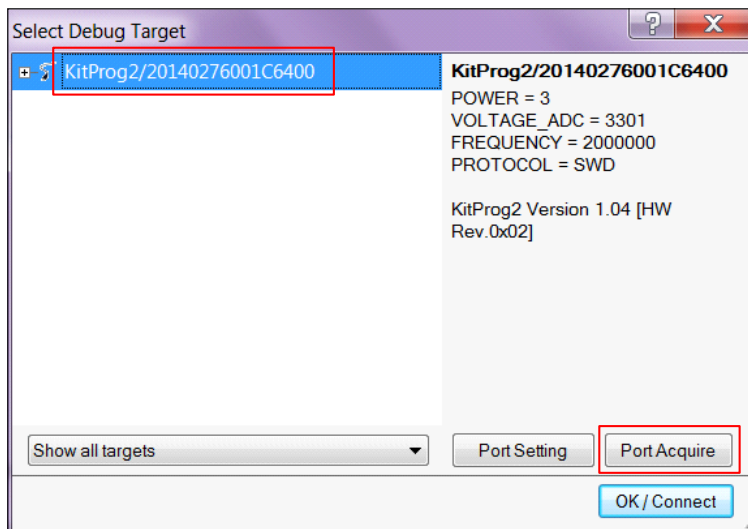 Select Debug Target
KitProg2/20140276001C6400
KitProg2/20140276001C6400
POWER = 3
VOLTAGE_ADC = 3301
FREQUENCY = 2000000
PROTOCOL = SWD
KitProg2 Version 1.04 [HW
Rev.0x02]
Show all targets
Port Setting
Port Acquire
OK / Connect